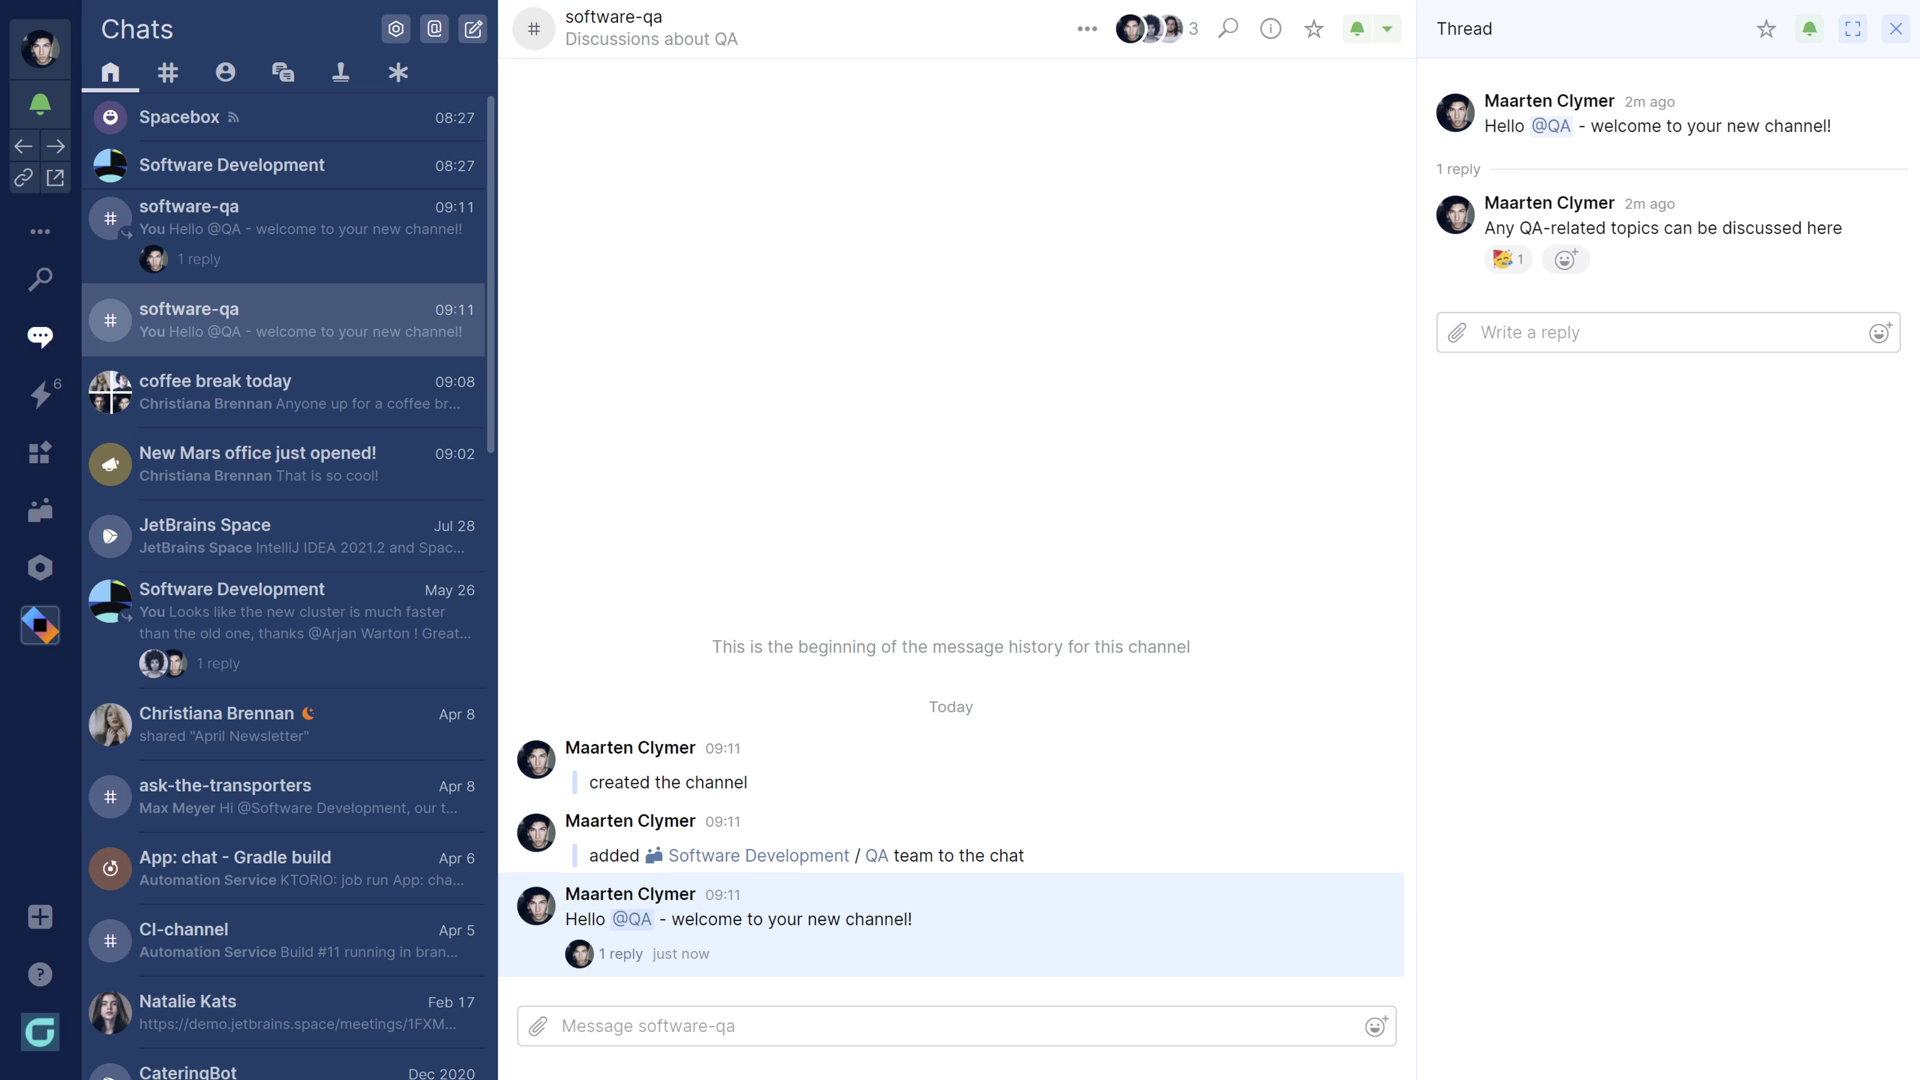 Chats
Spacebox 08:27
Software Development 08:27
software-qa 09:11
You Hello @QA - welcome to your new channel!
1 reply
software-qa 09:11
You Hello @QA - welcome to your new channel!
6
coffee break today 09:08
Christiana Brennan Anyone up for a coffee br...
New Mars office just opened! 09:02
Christiana Brennan That is so cool!
JetBrains Space Jul 28
JetBrains Space IntelliJ IDEA 2021.2 and Spac...
Software Development May 26
You Looks like the new cluster is much faster
than the old one, thanks @Arjan Warton ! Great...
1 reply
Christiana Brennan Apr 8
shared "April Newsletter"
ask-the-transporters Apr 8
Max Meyer Hi @Software Development, our t...
App: chat - Gradle build Apr 6
Automation Service KTORIO: job run App: cha...
CI-channel Apr 5
Automation Service Build #11 running in bran...
Natalie Kats Feb 17
https://demo.jetbrains.space/meetings/1FXM...
CateringBot Dec 2020
software-qa
Discussions about QA
3
This is the beginning of the message history for this channel
Today
Maarten Clymer 09:11
created the channel
Maarten Clymer 09:11
added Software Development / QA team to the chat
Maarten Clymer 09:11
Hello @QA - welcome to your new channel!
1 reply just now
Message software-qa
Thread
Maarten Clymer 2m ago
Hello @QA - welcome to your new channel!
1 reply
Maarten Clymer 2m ago
Any QA-related topics can be discussed here
1
Write a reply